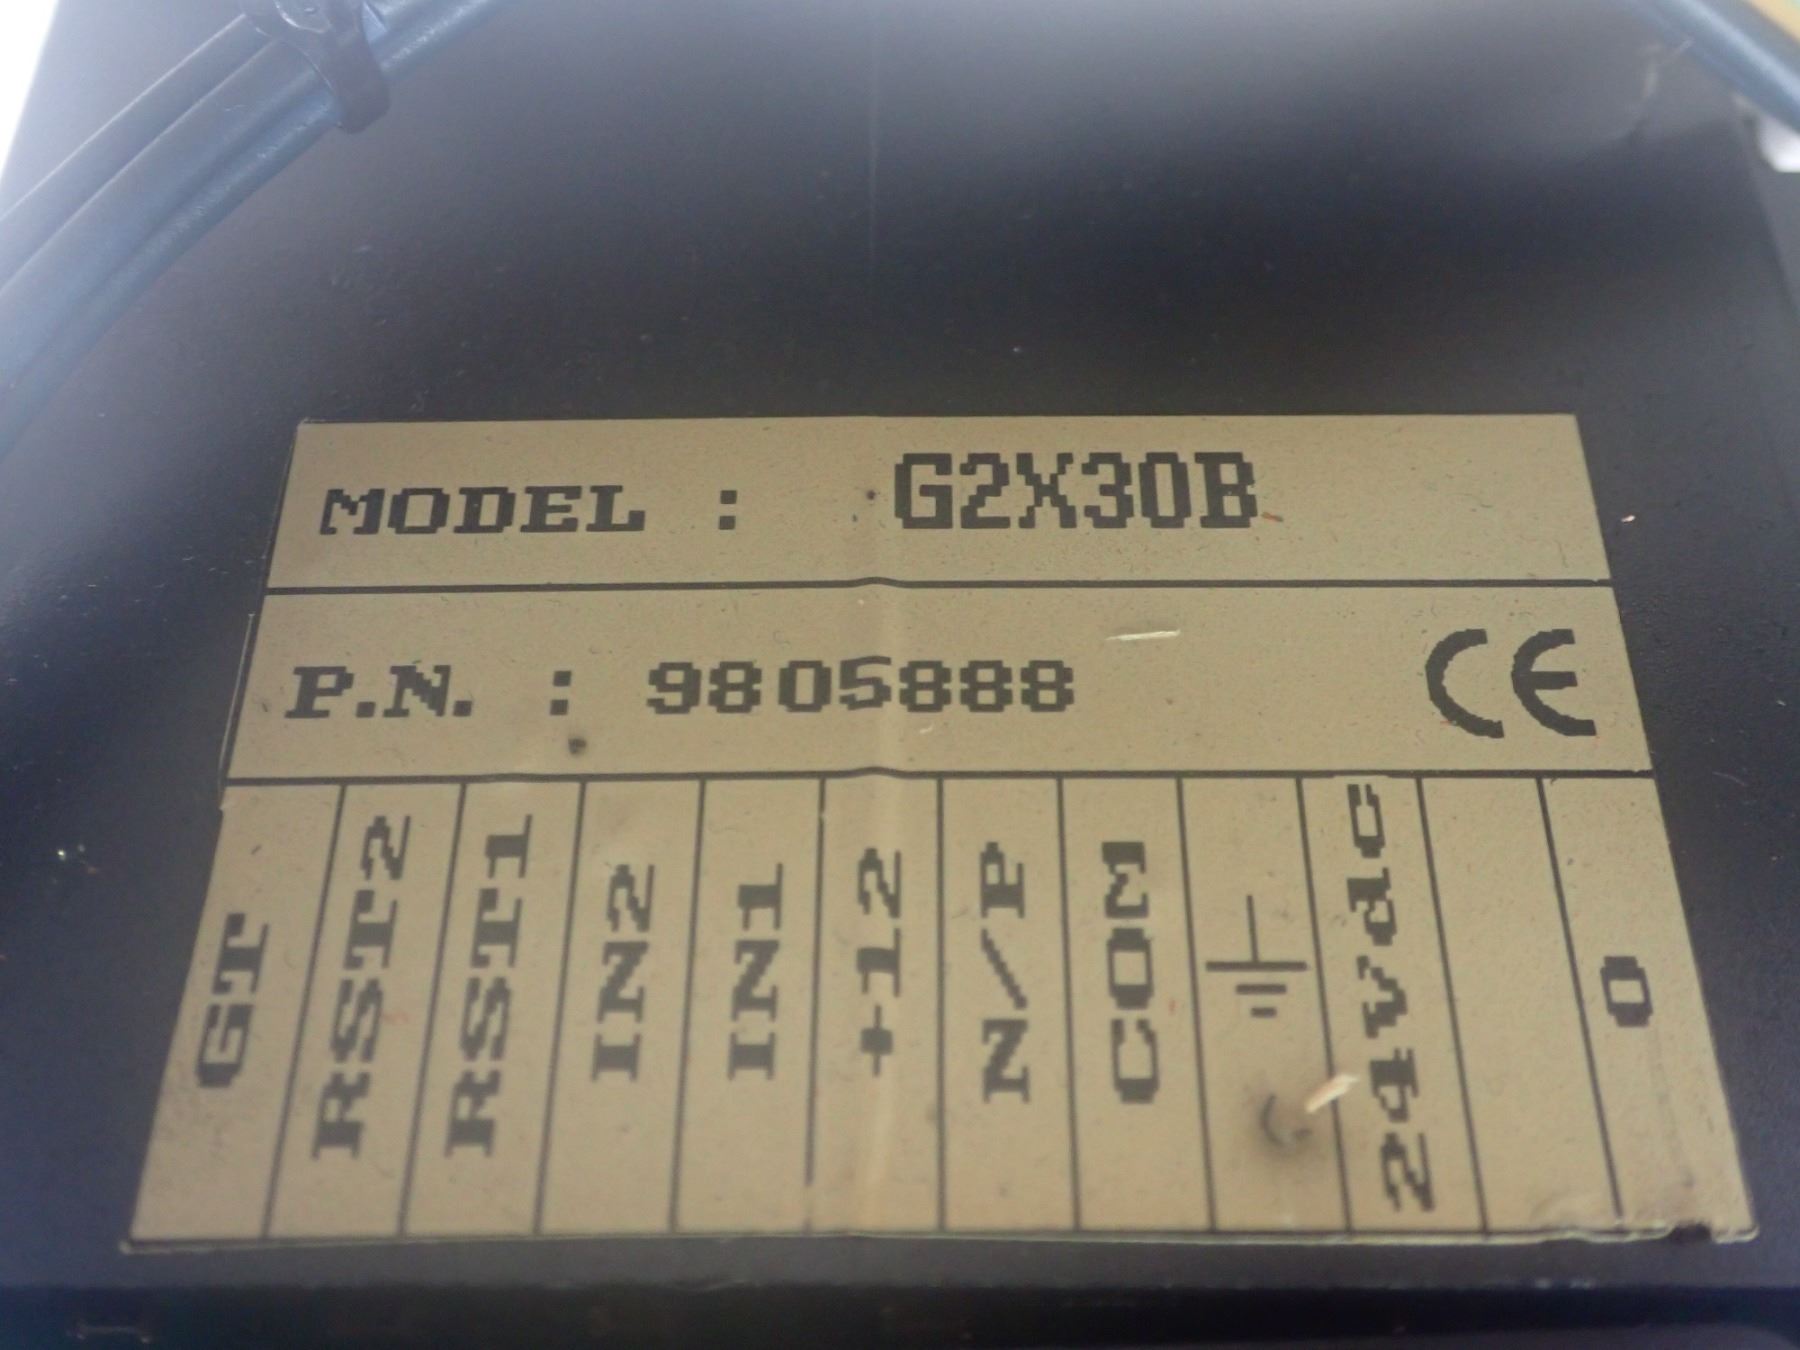 MODEL : G2X30B
P.N. : 9805888 CE
GT RST2 RST1 IN2 IN1 +12 N/P COM 24Vdc 0